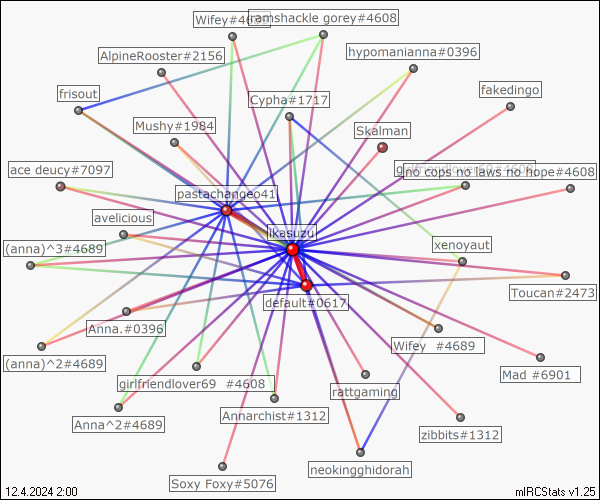 Wifey#4609
ramshackle gorey#4608
AlpineRooster#2156
hypomanianna#0396
frisout
Cypha#1717
fakedingo
Mushy#1984
Skalman
ace deucy#7097
girlfriendlover69#4608
no cops no laws no hope#4608
pastachangeo41
avelicious
ikasuzu
(anna)^3#4689
xenoyaut
default#0617
Toucan#2473
Anna.#0396
Wifey #4689
(anna)^2#4689
girlfriendlover69 #4608
rattgaming
Mad #6901
Anna^2#4689
Annarchist#1312
zibbits#1312
Soxy Foxy#5076
neokingghidorah
12.4.2024 2:00
mIRCStats v1.25